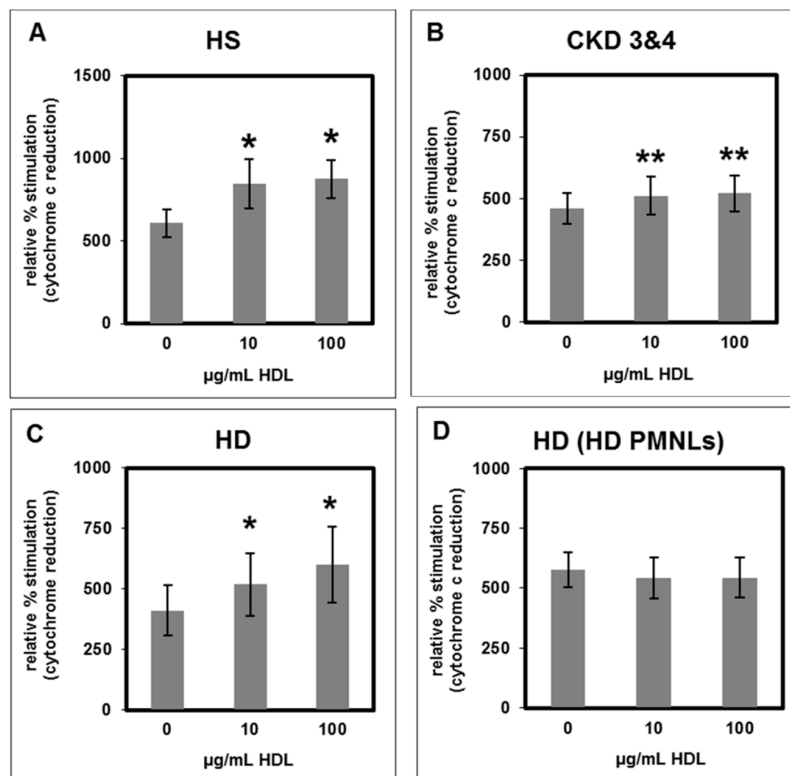 A
HS
relative % stimulation
(cytochrome c reduction)
1500
1000
500
0
*
*
0 10 100
µg/mL HDL
B
CKD 3&4
relative % stimulation
(cytochrome c reduction)
1000
750
500
250
0
**
**
0 10 100
µg/mL HDL
C
HD
relative % stimulation
(cytochrome reduction)
1000
750
500
250
0
*
*
0 10 100
µg/mL HDL
D
HD (HD PMNLs)
relative % stimulation
(cytochrome c reduction)
1000
750
500
250
0
0 10 100
µg/mL HDL